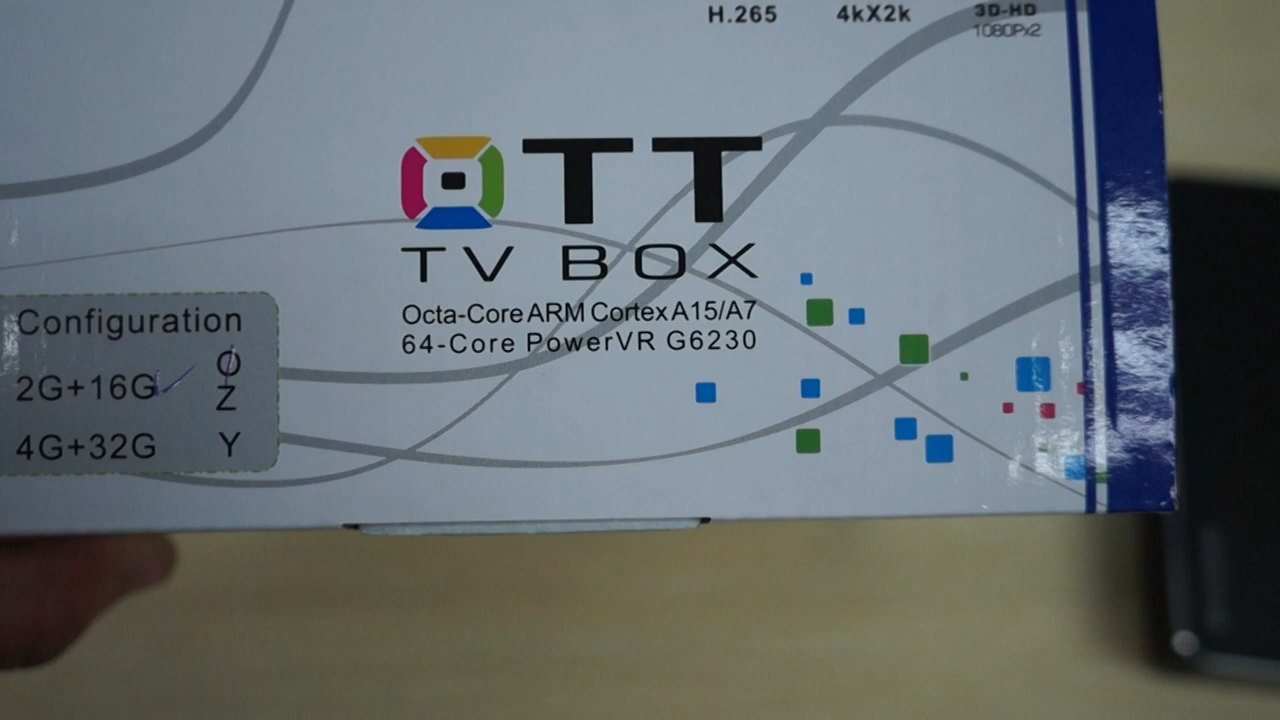 H.265 4kX2k 3D-HD
1080Px2
OTT
TV BOX
Octa-Core ARM Cortex A15/A7
64-Core PowerVR G6230
Configuration
2G+16G O
Z
4G+32G Y